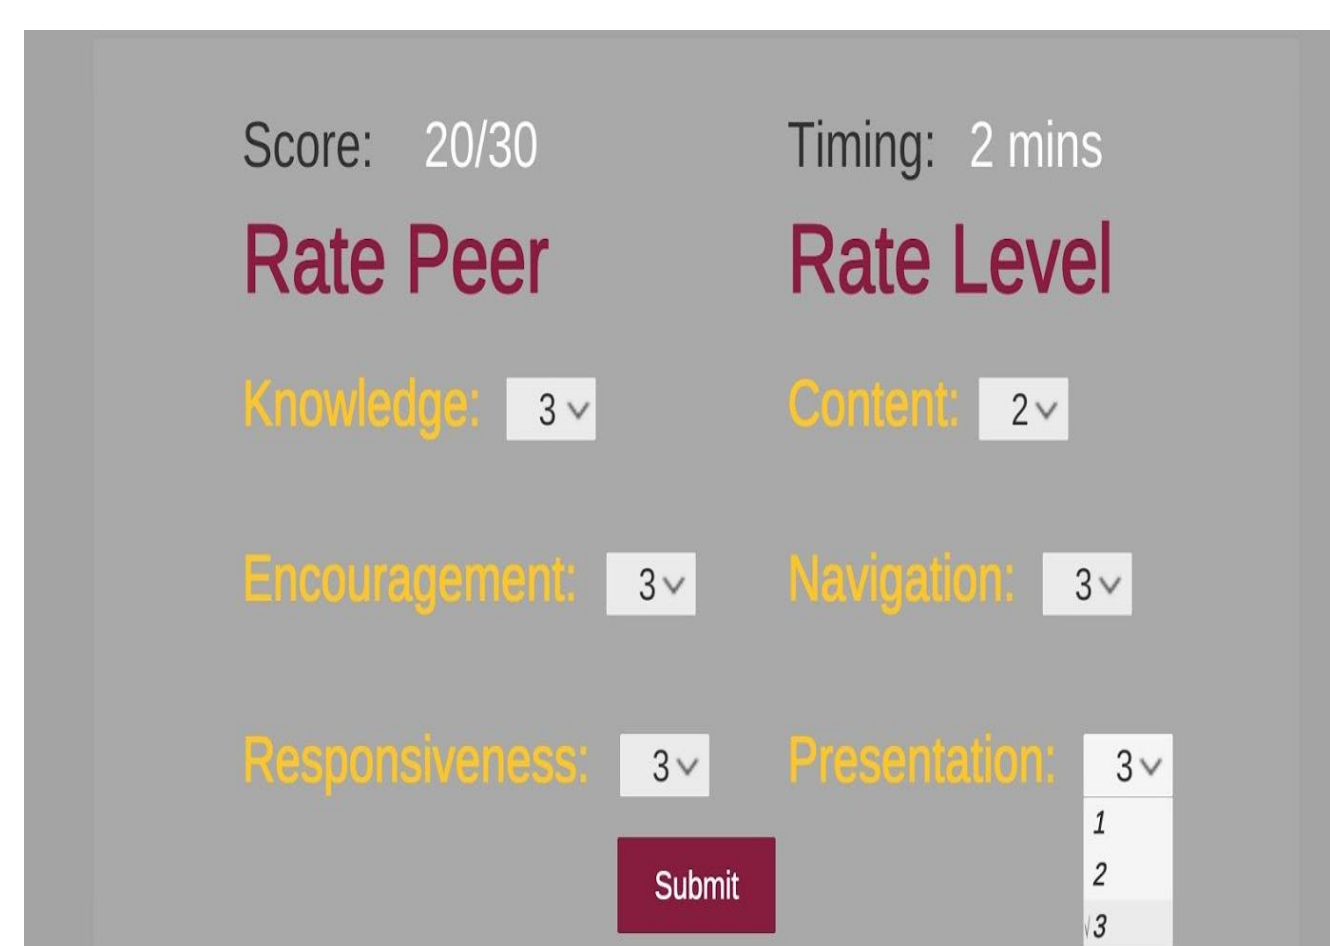 Score: 20/30 Timing: 2 mins
Rate Peer Rate Level
Knowledge: 3 Content: 2
Encouragement: 3 Navigation: 3
Responsiveness: 3 Presentation: 3
1
2
√3
Submit